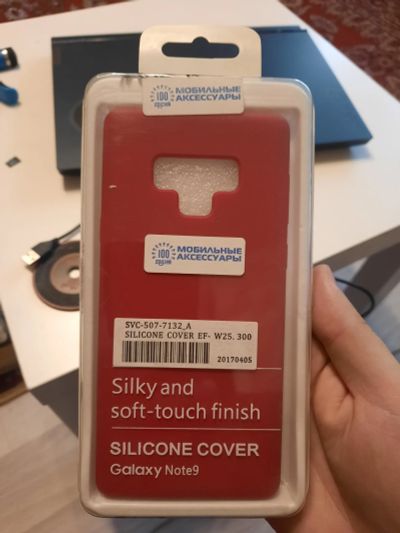 100
МОБИЛЬНЫЕ
АКСЕССУАРЫ
100
МОБИЛЬНЫЕ
АКСЕССУАРЫ
SVC-507-7132_A
SILICONE COVER EF- W25. 300
20170405
Silky and
soft-touch finish
SILICONE COVER
Galaxy Note9